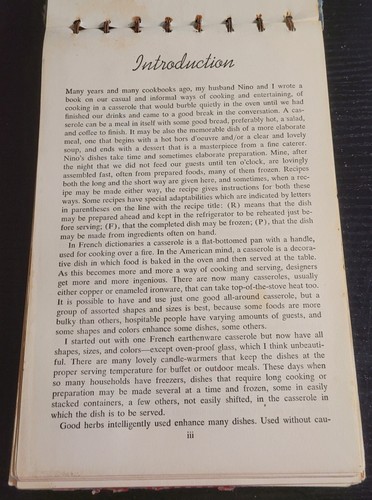 Introduction
Many years and many cookbooks ago, my husband Nino and I wrote a
book on our casual and informal ways of cooking and entertaining, of
cooking in a casserole that would burble quietly in the oven until we had
finished our drinks and came to a good break in the conversation. A cas-
serole can be a meal in itself with some good bread, preferably hot, a salad,
and coffee to finish. It may be also the memorable dish of a more elaborate
meal, one that begins with a hot hors d'oeuvre and/or a clear and lovely
soup, and ends with a dessert that is a masterpiece from a fine caterer.
Nino's dishes take time and sometimes elaborate preparation. Mine, after
the night that we did not feed our guests until ten o'clock, are lovingly
assembled fast, often from prepared foods, many of them frozen. Recipes
both the long and the short way are given here, and sometimes, when a rec-
ipe may be made either way, the recipe gives instructions for both these
ways. Some recipes have special adaptabilities which are indicated by letters
in parentheses on the line with the recipe title: (R) means that the dish
may be prepared ahead and kept in the refrigerator to be reheated just be-
fore serving; (F), that the completed dish may be frozen; (P), that the dish
may be made from ingredients often on hand.
In French dictionaries a casserole is a flat-bottomed pan with a handle,
used for cooking over a fire. In the American mind, a casserole is a decora-
tive dish in which food is baked in the oven and then served at the table.
As this becomes more and more a way of cooking and serving, designers
get more and more ingenious. There are now many casseroles, usually
either copper or enameled ironware, that can take top-of-the-stove heat too.
It is possible to have and use just one good all-around casserole, but a
group of assorted shapes and sizes is best, because some foods are more
bulky than others, hospitable people have varying amounts of guests, and
some shapes and colors enhance some dishes, some others.
I started out with one French earthenware casserole but now have all
shapes, sizes, and colors—except oven-proof glass, which I think unbeauti-
ful. There are many lovely candle-warmers that keep the dishes at the
proper serving temperature for buffet or outdoor meals. These days when
so many households have freezers, dishes that require long cooking or
preparation may be made several at a time and frozen, some in easily
stacked containers, a few others, not easily shifted, in the casserole in
which the dish is to be served.
Good herbs intelligently used enhance many dishes. Used without cau-
iii